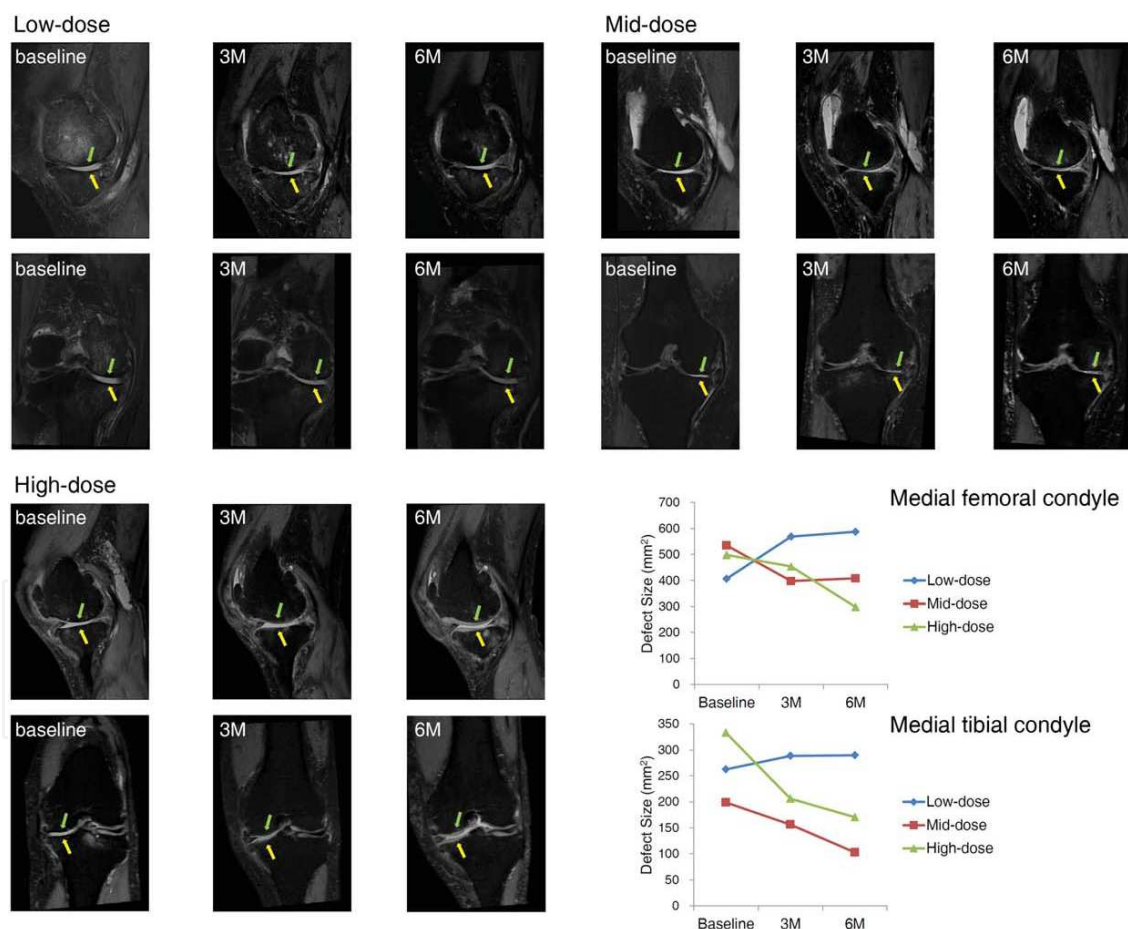 Low-dose
baseline
3M
6M
baseline
3M
6M
Mid-dose
baseline
3M
6M
baseline
3M
6M
High-dose
baseline
3M
6M
baseline
3M
6M
Medial femoral condyle
Defect Size (mm²)
700
600
500
400
300
200
100
0
Baseline
3M
6M
Low-dose
Mid-dose
High-dose
Medial tibial condyle
Defect Size (mm²)
350
300
250
200
150
100
50
0
Baseline
3M
6M
Low-dose
Mid-dose
High-dose